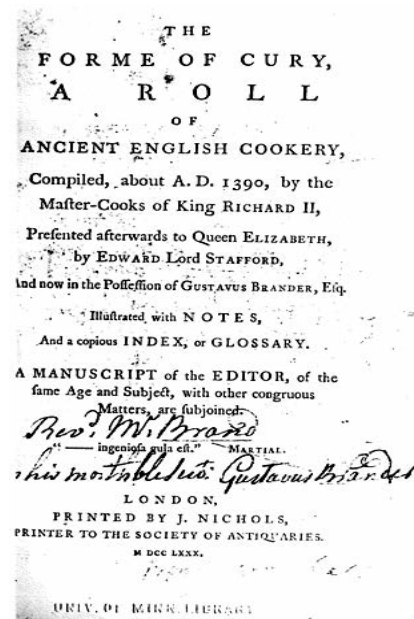 THE
FORME OF CURY,
A ROLL
OF
ANCIENT ENGLISH COOKERY,
Compiled, about A. D. 1390, by the
Maſter-Cooks of King RICHARD II,
Preſented afterwards to Queen ELIZABETH,
by EDWARD Lord STAFFORD,
And now in the Poſſeſſion of GUSTAVUS BRANDER, Eſq.
Illuſtrated with NOTES,
And a copious INDEX, or GLOSSARY.
A MANUSCRIPT of the EDITOR, of the
ſame Age and Subject, with other congruous
Matters, are ſubjoined.
Revd. Mr. Brand
"—— ingenioſa gula eſt." MARTIAL.
his most Gustavus Brander
LONDON,
PRINTED BY J. NICHOLS,
PRINTER TO THE SOCIETY OF ANTIQUARIES.
M DCC LXXX.
UNIV. OF MINN. LIBRARY